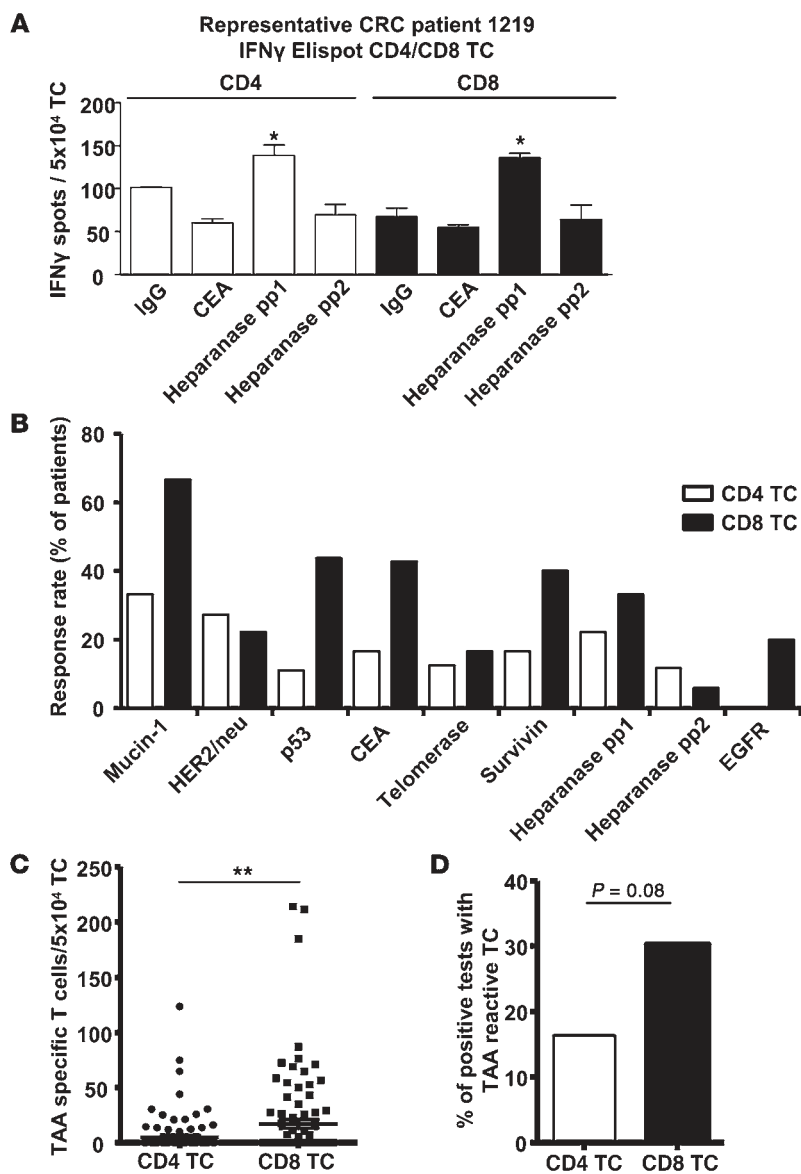 A
Representative CRC patient 1219
IFNγ Elispot CD4/CD8 TC
CD4
CD8
IFNγ spots / 5x10⁴ TC
200
150
100
50
0
*
*
IgG
CEA
Heparanase pp1
Heparanase pp2
IgG
CEA
Heparanase pp1
Heparanase pp2
B
Response rate (% of patients)
80
60
40
20
0
CD4 TC
CD8 TC
Mucin-1
HER2/neu
p53
CEA
Telomerase
Survivin
Heparanase pp1
Heparanase pp2
EGFR
C
TAA specific T cells/5x10⁴ TC
250
200
150
100
50
0
**
CD4 TC
CD8 TC
D
% of positive tests with
TAA reactive TC
40
30
20
10
0
P = 0.08
CD4 TC
CD8 TC